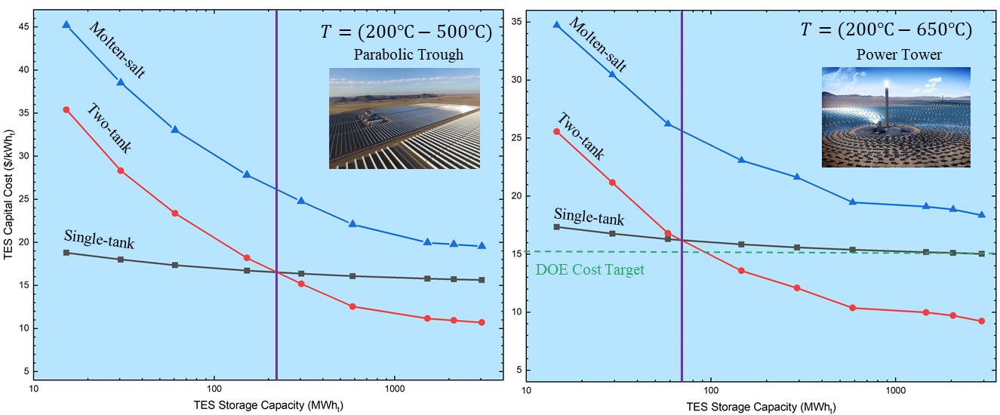 TES Capital Cost ($/kWht)
45
40
35
30
25
20
15
10
5
10
100
1000
TES Storage Capacity (MWht)
T = (200°C − 500°C)
Parabolic Trough
Molten-salt
Two-tank
Single-tank
35
30
25
20
15
10
5
10
100
1000
TES Storage Capacity (MWht)
T = (200°C − 650°C)
Power Tower
Molten-salt
Two-tank
Single-tank
DOE Cost Target